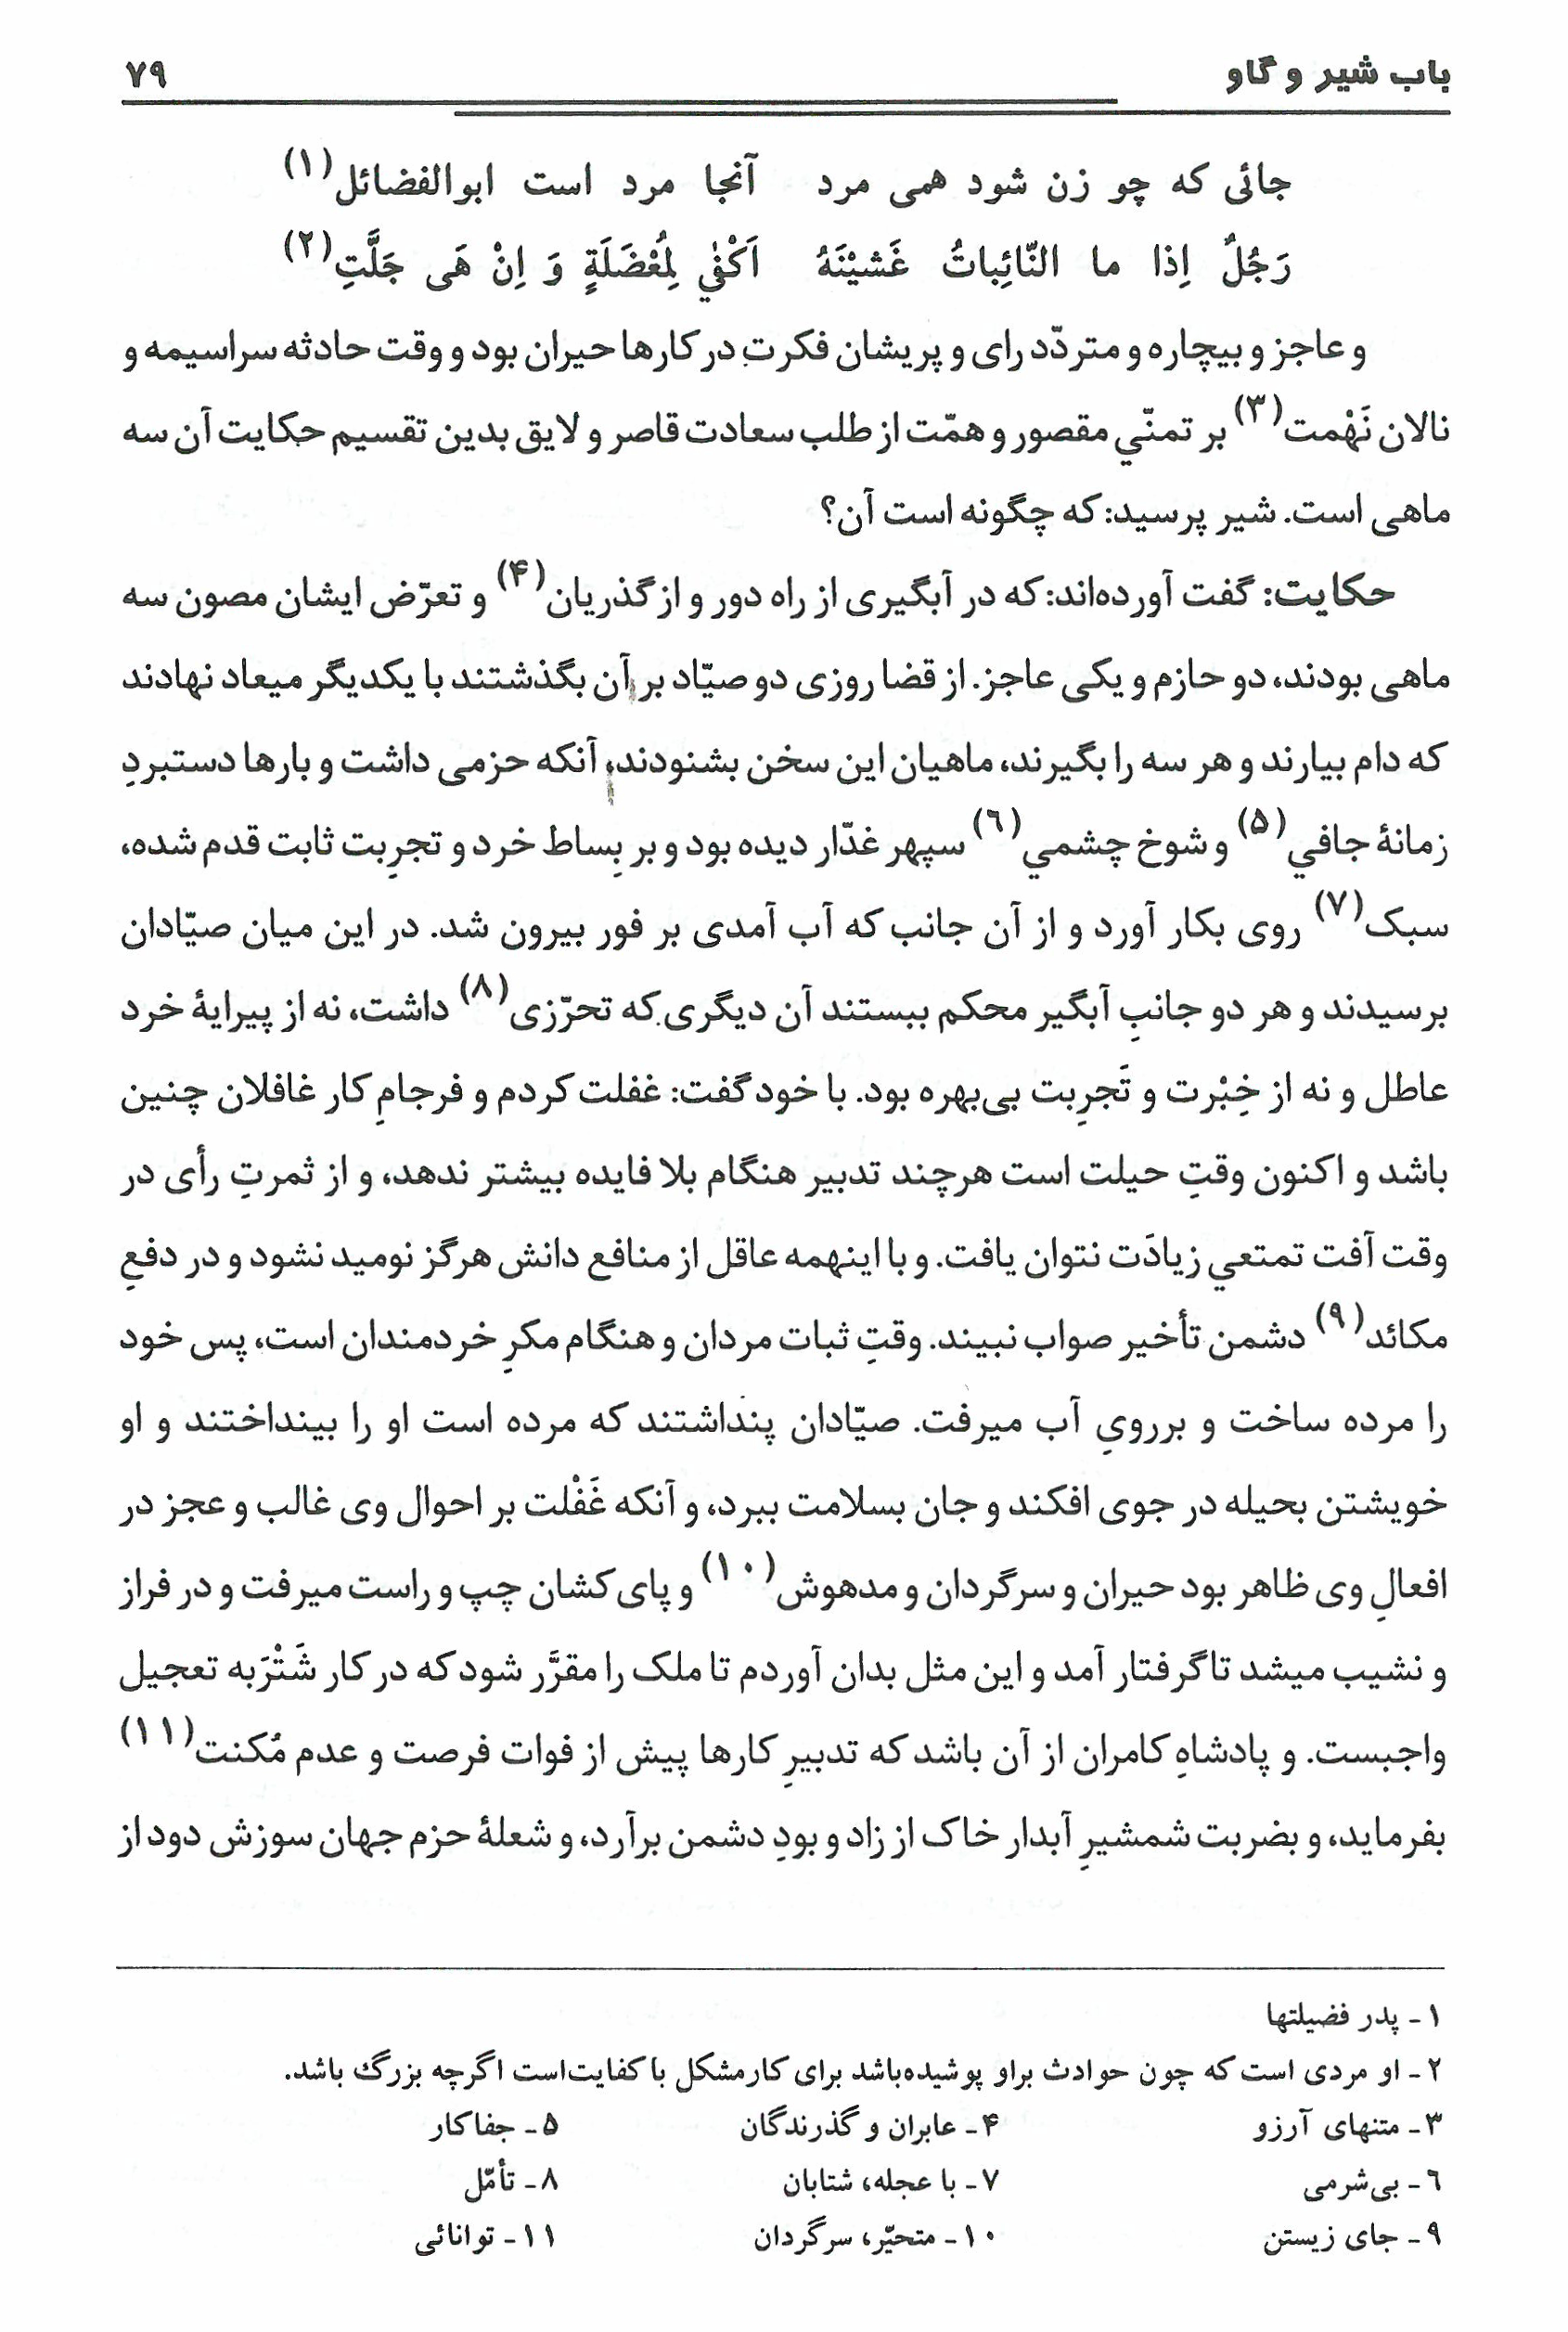 باب شیر و گاو ۷۹
جائی که چو زن شود همی مرد آنجا مرد است ابوالفضائل(۱)
رَجُلٌ اِذا ما النّائِباتُ غَشیْنَهُ اَکْفٰي لِمُعْضَلَةٍ وَ اِنْ هَی جَلَّتِ(۲)
و عاجز و بیچاره و متردّد رای و پریشان فکرت در کارها حیران بود و وقت حادثه سراسیمه و
نالان نَهْمت(۳) بر تمنّي مقصور و همّت از طلب سعادت قاصر و لایق بدین تقسیم حکایت آن سه
ماهی است. شیر پرسید: که چگونه است آن؟
حکایت: گفت آورده‌اند: که در آبگیری از راه دور و از گذریان(۴) و تعرّض ایشان مصون سه
ماهی بودند، دو حازم و یکی عاجز. از قضا روزی دو صیّاد بر آن بگذشتند با یکدیگر میعاد نهادند
که دام بیارند و هر سه را بگیرند، ماهیان این سخن بشنودند، آنکه حزمی داشت و بارها دستبردِ
زمانهٔ جافي(۵) و شوخ چشمي(٦) سپهر غدّار دیده بود و بر بِساط خرد و تجرِبت ثابت قدم شده،
سبک(۷) روی بکار آورد و از آن جانب که آب آمدی بر فور بیرون شد. در این میان صیّادان
برسیدند و هر دو جانبِ آبگیر محکم ببستند آن دیگری که تحرّزی(۸) داشت، نه از پیرایهٔ خرد
عاطل و نه از خِبْرت و تَجرِبت بی‌بهره بود. با خود گفت: غفلت کردم و فرجامِ کار غافلان چنین
باشد و اکنون وقتِ حیلت است هرچند تدبیر هنگام بلا فایده بیشتر ندهد، و از ثمرتِ رأی در
وقت آفت تمتعي زیادَت نتوان یافت. و با اینهمه عاقل از منافع دانش هرگز نومید نشود و در دفعِ
مکائد(۹) دشمن تأخیر صواب نبیند. وقتِ ثبات مردان و هنگام مکرِ خردمندان است، پس خود
را مرده ساخت و بررویِ آب میرفت. صیّادان پنداشتند که مرده است او را بینداختند و او
خویشتن بحیله در جوی افکند و جان بسلامت ببرد، و آنکه غَفْلت بر احوال وی غالب و عجز در
افعالِ وی ظاهر بود حیران و سرگردان و مدهوش(۱۰) و پای کشان چپ و راست میرفت و در فراز
و نشیب میشد تا گرفتار آمد و این مثل بدان آوردم تا ملک را مقرَّر شود که در کار شَتْرَبه تعجیل
واجبست. و پادشاهِ کامران از آن باشد که تدبیرِ کارها پیش از فوات فرصت و عدم مُکنت(۱۱)
بفرماید، و بضربت شمشیرِ آبدار خاک از زاد و بودِ دشمن برآرد، و شعلهٔ حزم جهان سوزش دود از
۱ - پدر فضیلتها
۲ - او مردی است که چون حوادث براو پوشیده‌باشد برای کارمشکل با کفایت‌است اگرچه بزرگ باشد.
۳ - متنهای آرزو ۴ - عابران و گذرندگان ۵ - جفاکار
٦ - بی‌شرمی ۷ - با عجله، شتابان ۸ - تأمّل
۹ - جای زیستن ۱۰ - متحیّر، سرگردان ۱۱ - توانائی